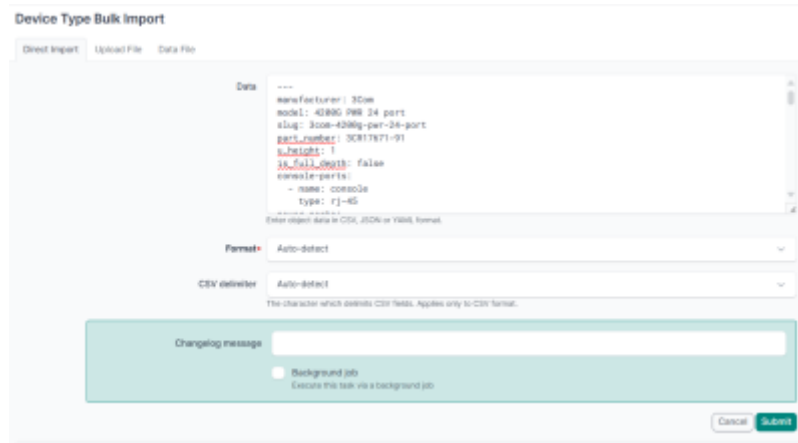 Device Type Bulk Import
Direct Import Upload File Data File
Data
---
manufacturer: 3Com
model: 4200G PWR 24 port
slug: 3com-4200g-pwr-24-port
part_number: 3CR17671-91
u_height: 1
is_full_depth: false
console-ports:
- name: console
type: rj-45
Enter object data in CSV, JSON or YAML format.
Format* Auto-detect
CSV delimiter Auto-detect
The character which delimits CSV fields. Applies only to CSV format.
Changelog message
Background job
Execute this task via a background job
Cancel Submit